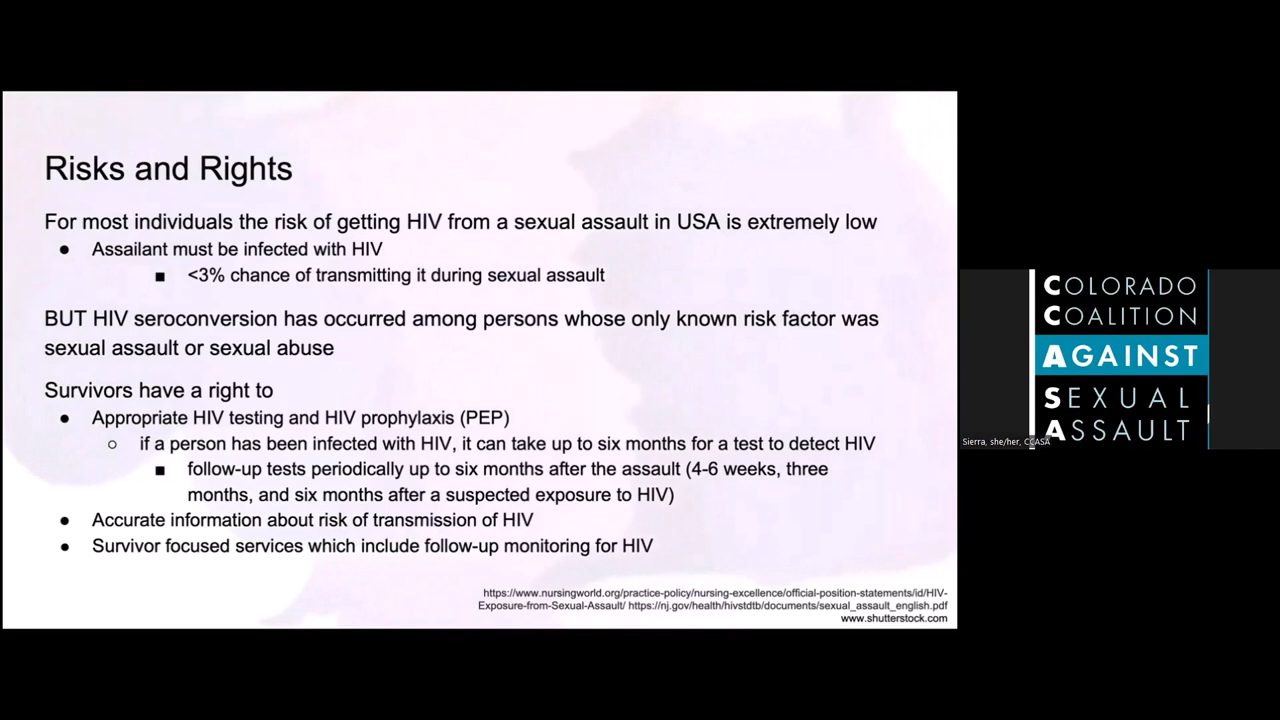 Risks and Rights
For most individuals the risk of getting HIV from a sexual assault in USA is extremely low
● Assailant must be infected with HIV
■ <3% chance of transmitting it during sexual assault
BUT HIV seroconversion has occurred among persons whose only known risk factor was
sexual assault or sexual abuse
Survivors have a right to
● Appropriate HIV testing and HIV prophylaxis (PEP)
○ if a person has been infected with HIV, it can take up to six months for a test to detect HIV
■ follow-up tests periodically up to six months after the assault (4-6 weeks, three
months, and six months after a suspected exposure to HIV)
● Accurate information about risk of transmission of HIV
● Survivor focused services which include follow-up monitoring for HIV
https://www.nursingworld.org/practice-policy/nursing-excellence/official-position-statements/id/HIV-
Exposure-from-Sexual-Assault/ https://nj.gov/health/hivstdtb/documents/sexual_assault_english.pdf
www.shutterstock.com
COLORADO
COALITION
AGAINST
SEXUAL
ASSAULT
Sierra, she/her, CCASA